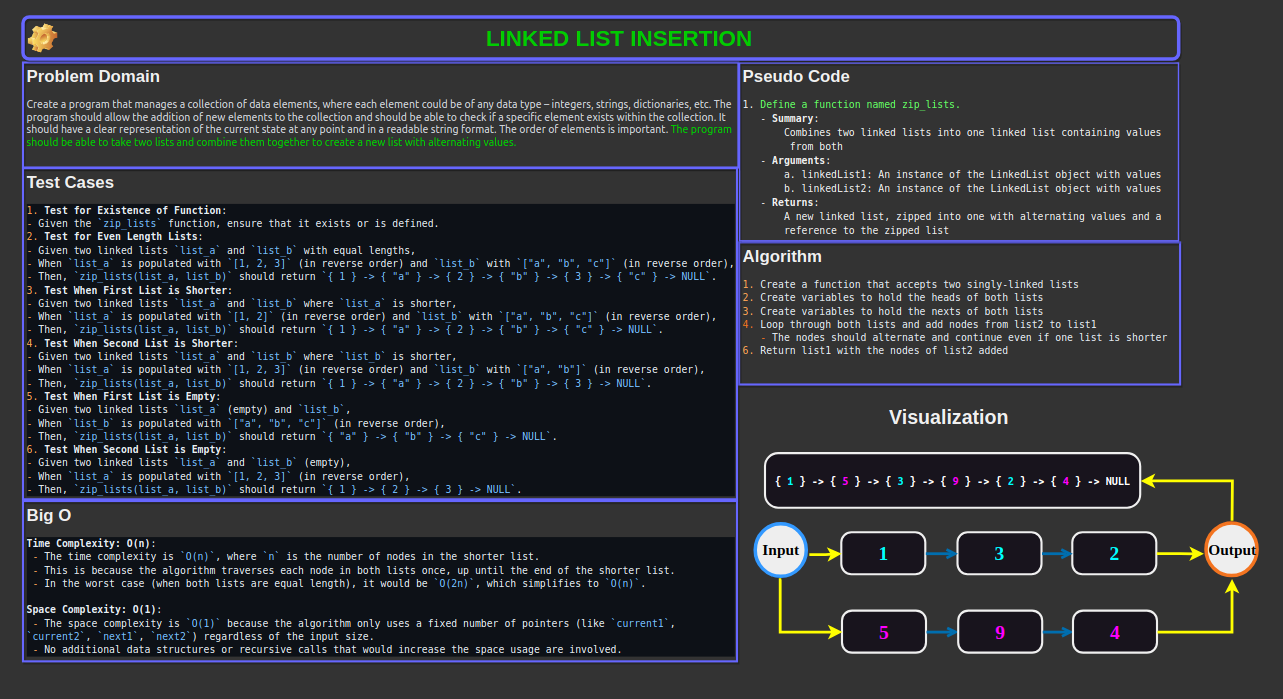 LINKED LIST INSERTION
Problem Domain
Create a program that manages a collection of data elements, where each element could be of any data type – integers, strings, dictionaries, etc. The
program should allow the addition of new elements to the collection and should be able to check if a specific element exists within the collection. It
should have a clear representation of the current state at any point and in a readable string format. The order of elements is important. The program
should be able to take two lists and combine them together to create a new list with alternating values.
Test Cases
1. Test for Existence of Function:
- Given the `zip_lists` function, ensure that it exists or is defined.
2. Test for Even Length Lists:
- Given two linked lists `list_a` and `list_b` with equal lengths,
- When `list_a` is populated with `[1, 2, 3]` (in reverse order) and `list_b` with `["a", "b", "c"]` (in reverse order),
- Then, `zip_lists(list_a, list_b)` should return `{ 1 } -> { "a" } -> { 2 } -> { "b" } -> { 3 } -> { "c" } -> NULL`.
3. Test When First List is Shorter:
- Given two linked lists `list_a` and `list_b` where `list_a` is shorter,
- When `list_a` is populated with `[1, 2]` (in reverse order) and `list_b` with `["a", "b", "c"]` (in reverse order),
- Then, `zip_lists(list_a, list_b)` should return `{ 1 } -> { "a" } -> { 2 } -> { "b" } -> { "c" } -> NULL`.
4. Test When Second List is Shorter:
- Given two linked lists `list_a` and `list_b` where `list_b` is shorter,
- When `list_a` is populated with `[1, 2, 3]` (in reverse order) and `list_b` with `["a", "b"]` (in reverse order),
- Then, `zip_lists(list_a, list_b)` should return `{ 1 } -> { "a" } -> { 2 } -> { "b" } -> { 3 } -> NULL`.
5. Test When First List is Empty:
- Given two linked lists `list_a` (empty) and `list_b`,
- When `list_b` is populated with `["a", "b", "c"]` (in reverse order),
- Then, `zip_lists(list_a, list_b)` should return `{ "a" } -> { "b" } -> { "c" } -> NULL`.
6. Test When Second List is Empty:
- Given two linked lists `list_a` and `list_b` (empty),
- When `list_a` is populated with `[1, 2, 3]` (in reverse order),
- Then, `zip_lists(list_a, list_b)` should return `{ 1 } -> { 2 } -> { 3 } -> NULL`.
Big O
Time Complexity: O(n):
- The time complexity is `O(n)`, where `n` is the number of nodes in the shorter list.
- This is because the algorithm traverses each node in both lists once, up until the end of the shorter list.
- In the worst case (when both lists are equal length), it would be `O(2n)`, which simplifies to `O(n)`.
Space Complexity: O(1):
- The space complexity is `O(1)` because the algorithm only uses a fixed number of pointers (like `current1`,
`current2`, `next1`, `next2`) regardless of the input size.
- No additional data structures or recursive calls that would increase the space usage are involved.
Pseudo Code
1. Define a function named zip_lists.
- Summary:
Combines two linked lists into one linked list containing values
from both
- Arguments:
a. linkedList1: An instance of the LinkedList object with values
b. linkedList2: An instance of the LinkedList object with values
- Returns:
A new linked list, zipped into one with alternating values and a
reference to the zipped list
Algorithm
1. Create a function that accepts two singly-linked lists
2. Create variables to hold the heads of both lists
3. Create variables to hold the nexts of both lists
4. Loop through both lists and add nodes from list2 to list1
- The nodes should alternate and continue even if one list is shorter
6. Return list1 with the nodes of list2 added
Visualization
{ 1 } -> { 5 } -> { 3 } -> { 9 } -> { 2 } -> { 4 } -> NULL
Input
1
3
2
Output
5
9
4